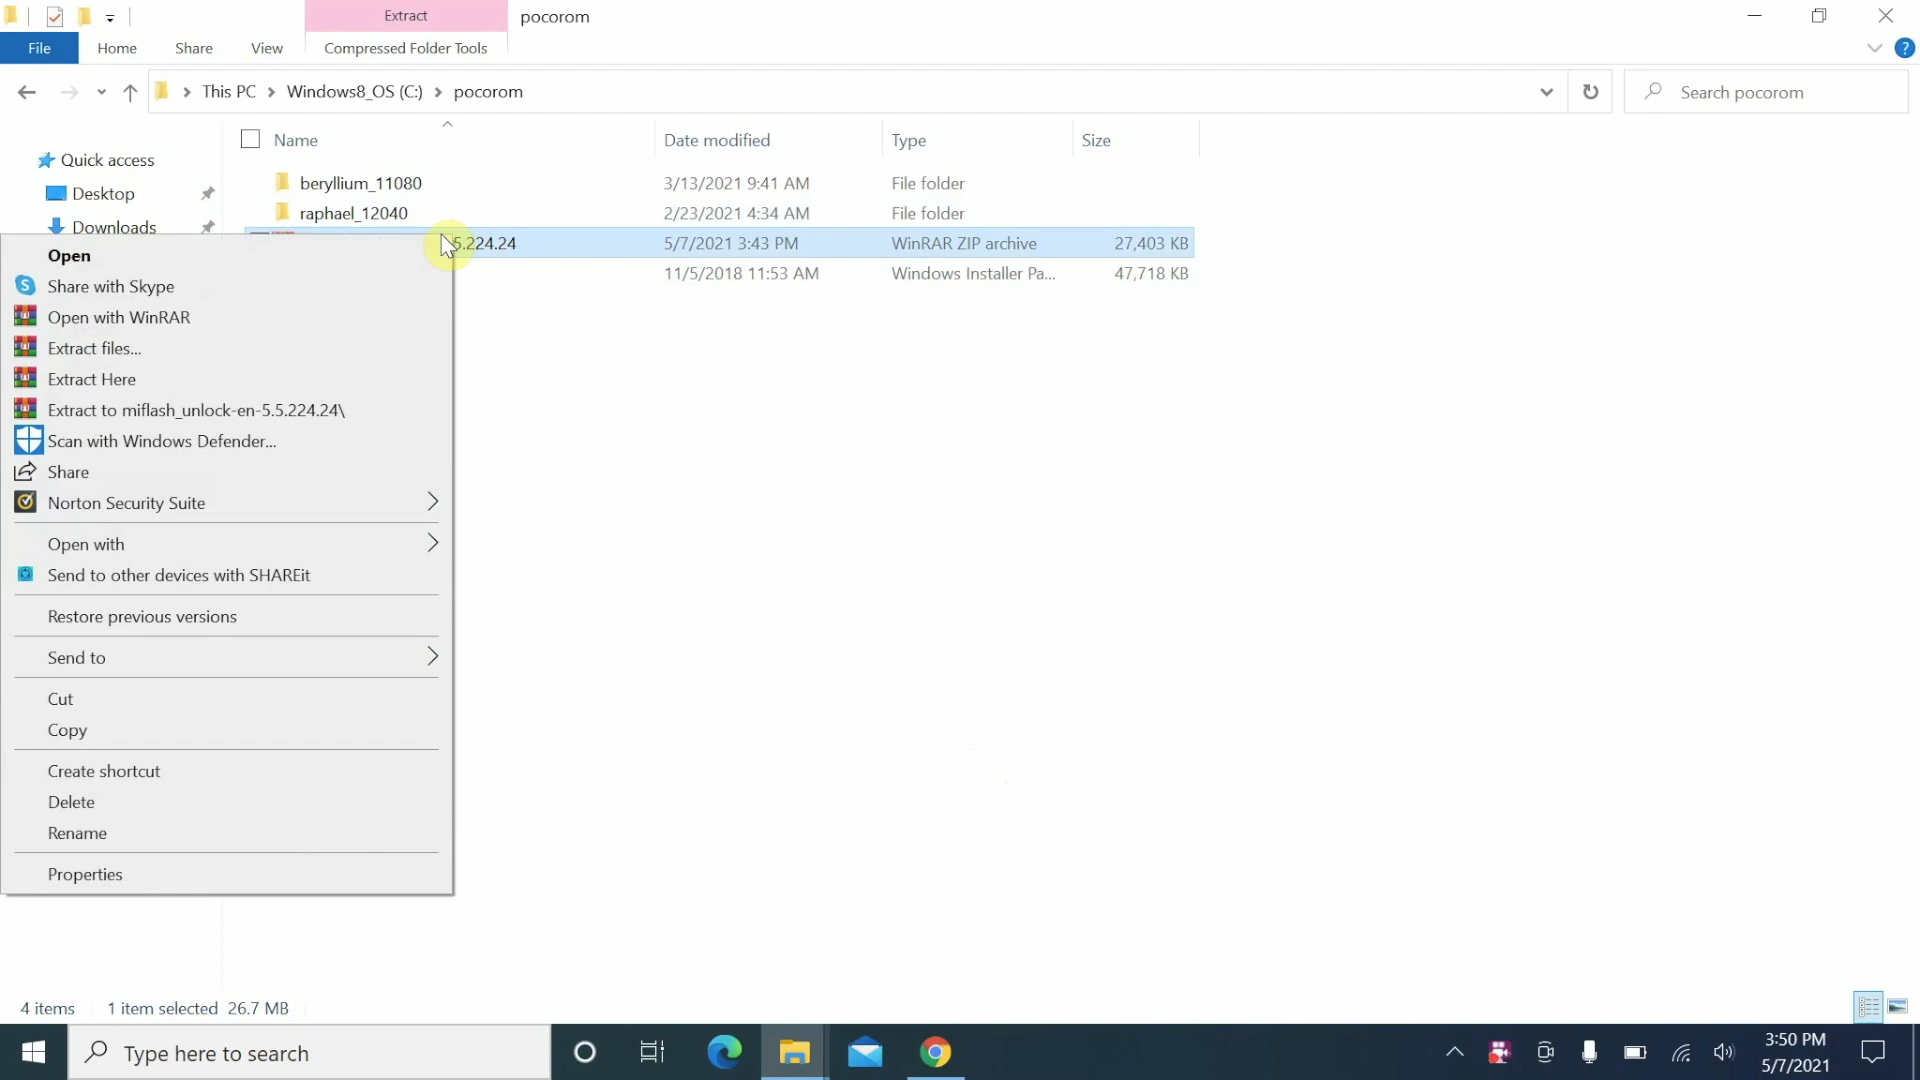 Extract
pocorom
File
Home
Share
View
Compressed Folder Tools
This PC
Windows8_OS (C:)
pocorom
Search pocorom
Name
Date modified
Type
Size
Quick access
Desktop
Downloads
beryllium_11080
3/13/2021 9:41 AM
File folder
raphael_12040
2/23/2021 4:34 AM
File folder
5.224.24
5/7/2021 3:43 PM
WinRAR ZIP archive
27,403 KB
11/5/2018 11:53 AM
Windows Installer Pa...
47,718 KB
Open
Share with Skype
Open with WinRAR
Extract files...
Extract Here
Extract to miflash_unlock-en-5.5.224.24\
Scan with Windows Defender...
Share
Norton Security Suite
Open with
Send to other devices with SHAREit
Restore previous versions
Send to
Cut
Copy
Create shortcut
Delete
Rename
Properties
4 items
1 item selected 26.7 MB
Type here to search
3:50 PM
5/7/2021